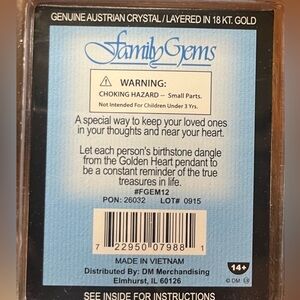 GENUINE AUSTRIAN CRYSTAL/LAYERED IN 18 KT. GOLD
Family Gems
⚠ WARNING:
CHOKING HAZARD -- Small Parts.
Not Intended For Children Under 3 Yrs.
A special way to keep your loved ones
in your thoughts and near your heart.
Let each person's birthstone dangle
from the Golden Heart pendant to
be a constant reminder of the true
treasures in life.
#FGEM12
PON: 26032 LOT# 0915
7 22950 07988 1
MADE IN VIETNAM
Distributed By: DM Merchandising
Elmhurst, IL 60126
14+
SEE INSIDE FOR INSTRUCTIONS